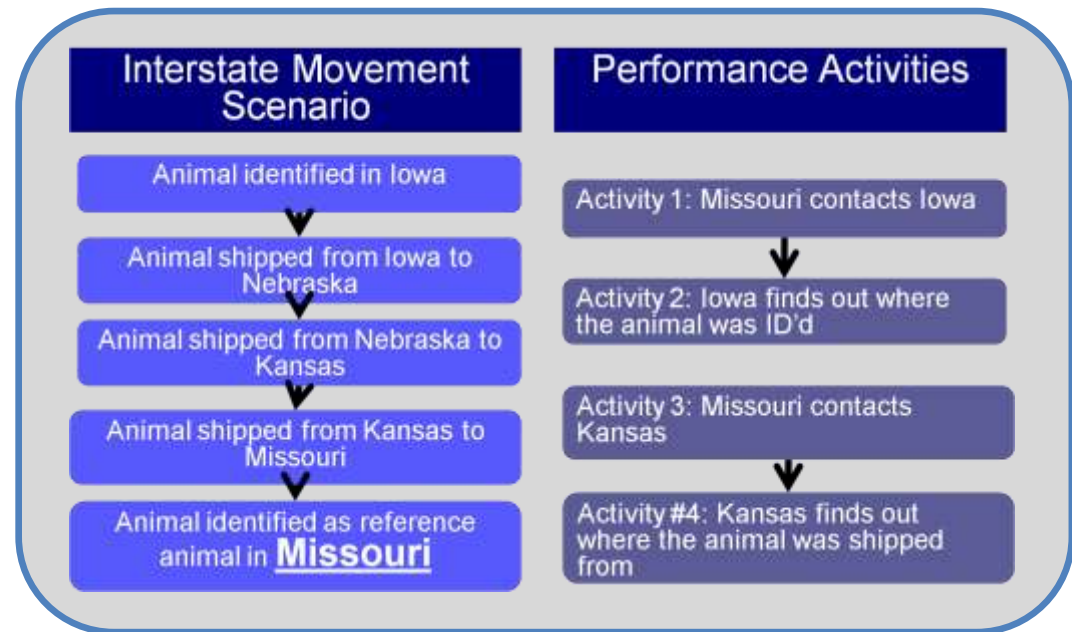 Interstate Movement
Scenario
Animal identified in Iowa
Animal shipped from Iowa to
Nebraska
Animal shipped from Nebraska to
Kansas
Animal shipped from Kansas to
Missouri
Animal identified as reference
animal in Missouri
Performance Activities
Activity 1: Missouri contacts Iowa
Activity 2: Iowa finds out where
the animal was ID'd
Activity 3: Missouri contacts
Kansas
Activity #4: Kansas finds out
where the animal was shipped
from